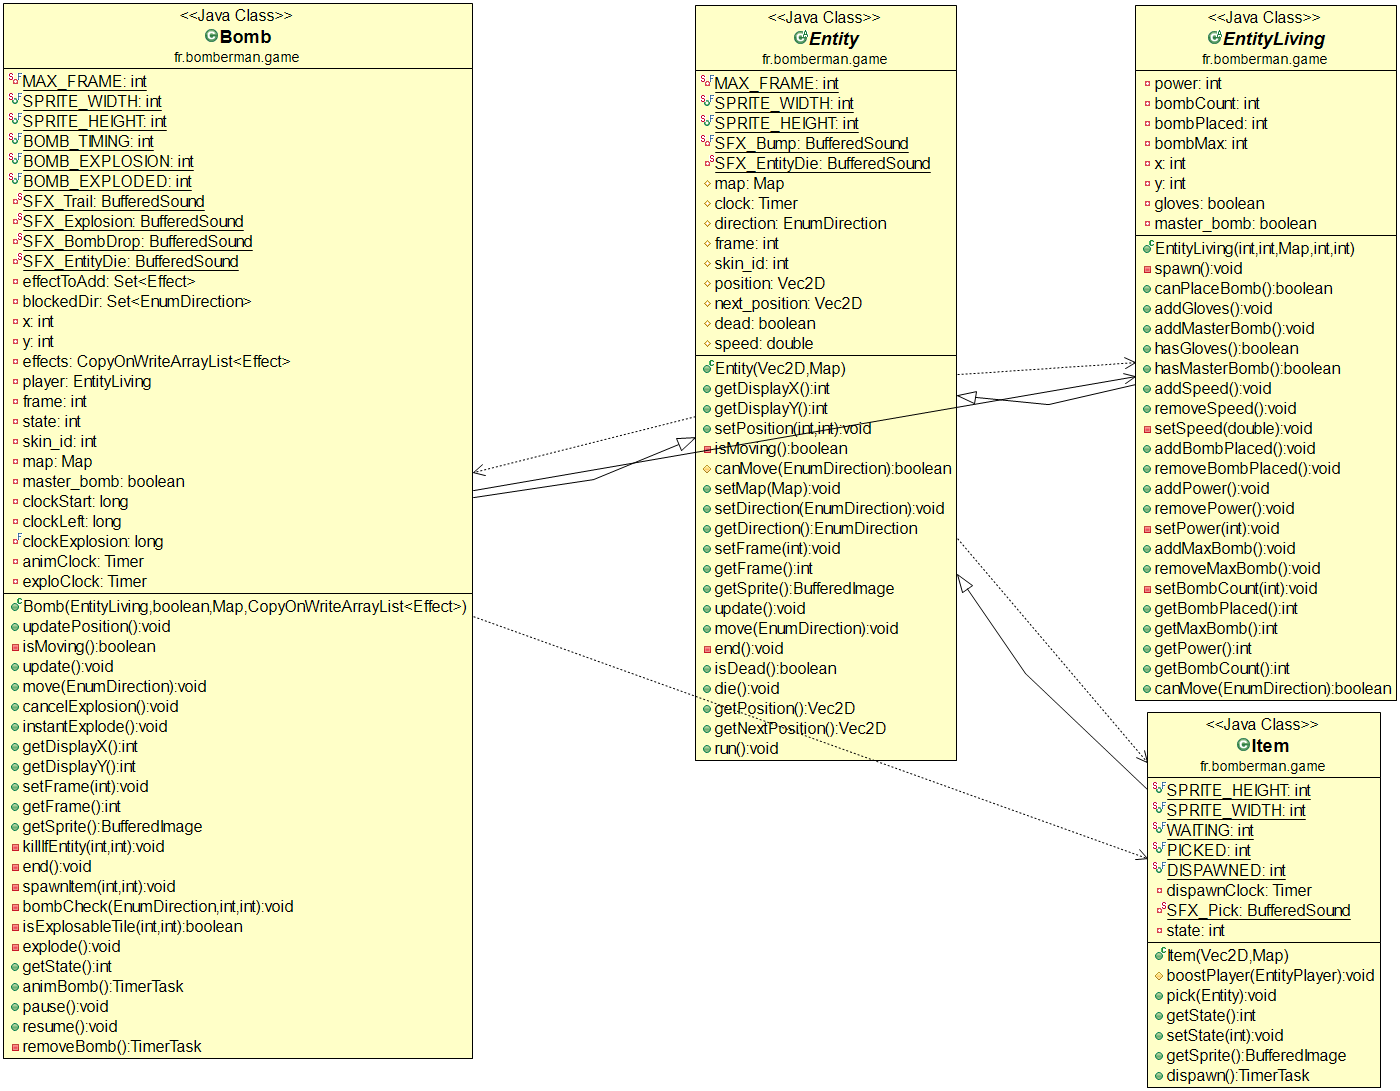 <<Java Class>>
Bomb
fr.bomberman.game
MAX_FRAME: int
SPRITE_WIDTH: int
SPRITE_HEIGHT: int
BOMB_TIMING: int
BOMB_EXPLOSION: int
BOMB_EXPLODED: int
SFX_Trail: BufferedSound
SFX_Explosion: BufferedSound
SFX_BombDrop: BufferedSound
SFX_EntityDie: BufferedSound
effectToAdd: Set<Effect>
blockedDir: Set<EnumDirection>
x: int
y: int
effects: CopyOnWriteArrayList<Effect>
player: EntityLiving
frame: int
state: int
skin_id: int
map: Map
master_bomb: boolean
clockStart: long
clockLeft: long
clockExplosion: long
animClock: Timer
exploClock: Timer
Bomb(EntityLiving,boolean,Map,CopyOnWriteArrayList<Effect>)
updatePosition():void
isMoving():boolean
update():void
move(EnumDirection):void
cancelExplosion():void
instantExplode():void
getDisplayX():int
getDisplayY():int
setFrame(int):void
getFrame():int
getSprite():BufferedImage
killIfEntity(int,int):void
end():void
spawnItem(int,int):void
bombCheck(EnumDirection,int,int):void
isExplosableTile(int,int):boolean
explode():void
getState():int
animBomb():TimerTask
pause():void
resume():void
removeBomb():TimerTask
<<Java Class>>
Entity
fr.bomberman.game
MAX_FRAME: int
SPRITE_WIDTH: int
SPRITE_HEIGHT: int
SFX_Bump: BufferedSound
SFX_EntityDie: BufferedSound
map: Map
clock: Timer
direction: EnumDirection
frame: int
skin_id: int
position: Vec2D
next_position: Vec2D
dead: boolean
speed: double
Entity(Vec2D,Map)
getDisplayX():int
getDisplayY():int
setPosition(int,int):void
isMoving():boolean
canMove(EnumDirection):boolean
setMap(Map):void
setDirection(EnumDirection):void
getDirection():EnumDirection
setFrame(int):void
getFrame():int
getSprite():BufferedImage
update():void
move(EnumDirection):void
end():void
isDead():boolean
die():void
getPosition():Vec2D
getNextPosition():Vec2D
run():void
<<Java Class>>
EntityLiving
fr.bomberman.game
power: int
bombCount: int
bombPlaced: int
bombMax: int
x: int
y: int
gloves: boolean
master_bomb: boolean
EntityLiving(int,int,Map,int,int)
spawn():void
canPlaceBomb():boolean
addGloves():void
addMasterBomb():void
hasGloves():boolean
hasMasterBomb():boolean
addSpeed():void
removeSpeed():void
setSpeed(double):void
addBombPlaced():void
removeBombPlaced():void
addPower():void
removePower():void
setPower(int):void
addMaxBomb():void
removeMaxBomb():void
setBombCount(int):void
getBombPlaced():int
getMaxBomb():int
getPower():int
getBombCount():int
canMove(EnumDirection):boolean
<<Java Class>>
Item
fr.bomberman.game
SPRITE_HEIGHT: int
SPRITE_WIDTH: int
WAITING: int
PICKED: int
DISPAWNED: int
dispawnClock: Timer
SFX_Pick: BufferedSound
state: int
Item(Vec2D,Map)
boostPlayer(EntityPlayer):void
pick(Entity):void
getState():int
setState(int):void
getSprite():BufferedImage
dispawn():TimerTask